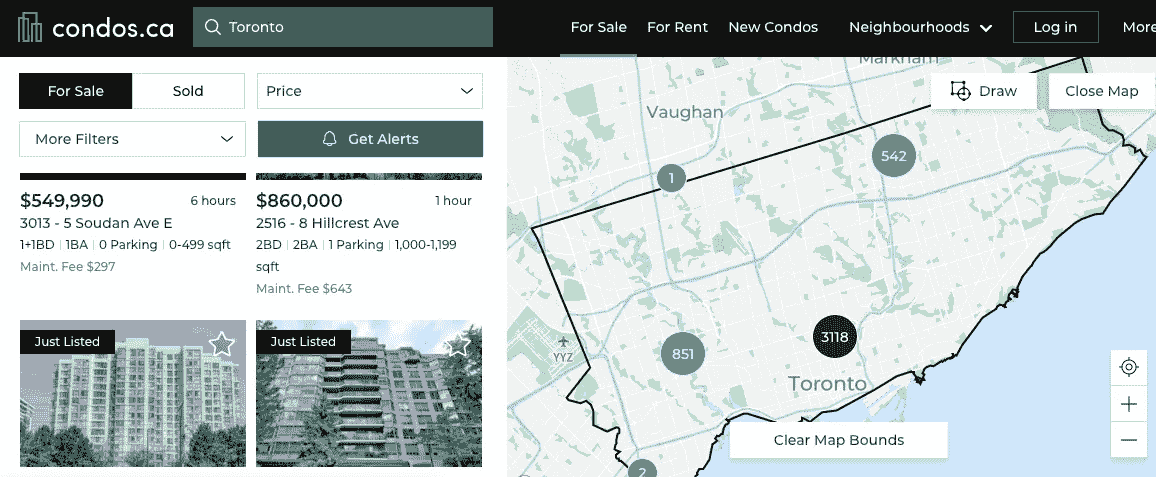 condos.ca
Toronto
For Sale
For Rent
New Condos
Neighbourhoods
Log in
More
For Sale
Sold
Price
More Filters
Get Alerts
$549,990
6 hours
3013 - 5 Soudan Ave E
1+1BD | 1BA | 0 Parking | 0-499 sqft
Maint. Fee $297
$860,000
1 hour
2516 - 8 Hillcrest Ave
2BD | 2BA | 1 Parking | 1,000-1,199
sqft
Maint. Fee $643
Just Listed
Just Listed
Markham
Draw
Close Map
Vaughan
542
1
3118
851
YYZ
Toronto
Clear Map Bounds
2